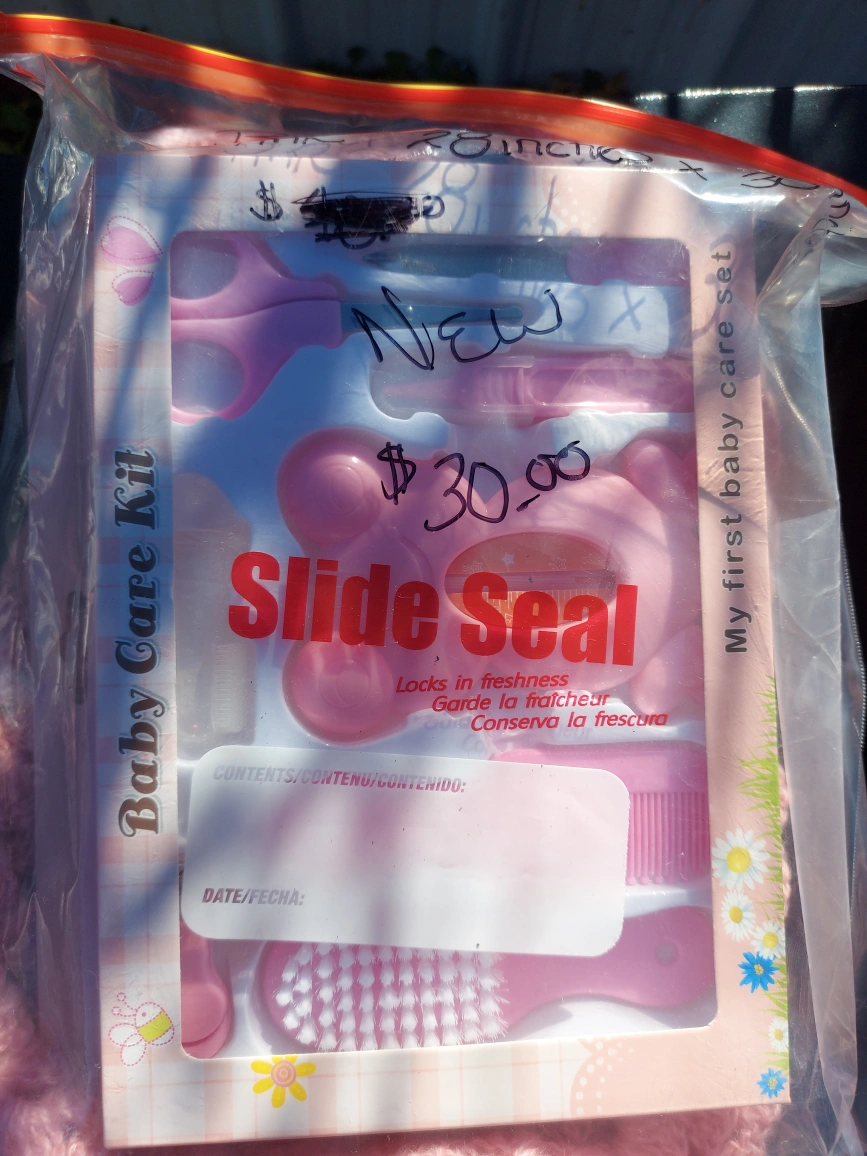 28 inches x 30
$
NEW
$30.00
Baby Care Kit
My first baby care set
Slide Seal
Locks in freshness
Garde la fraîcheur
Conserva la frescura
CONTENTS/CONTENU/CONTENIDO:
DATE/FECHA: